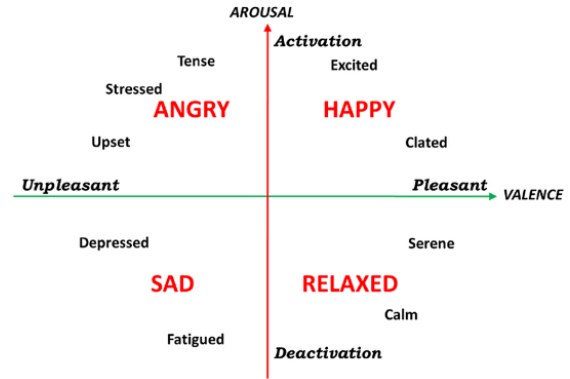 AROUSAL
Activation
Tense
Excited
Stressed
ANGRY
HAPPY
Upset
Clated
Unpleasant
Pleasant
VALENCE
Depressed
Serene
SAD
RELAXED
Calm
Fatigued
Deactivation